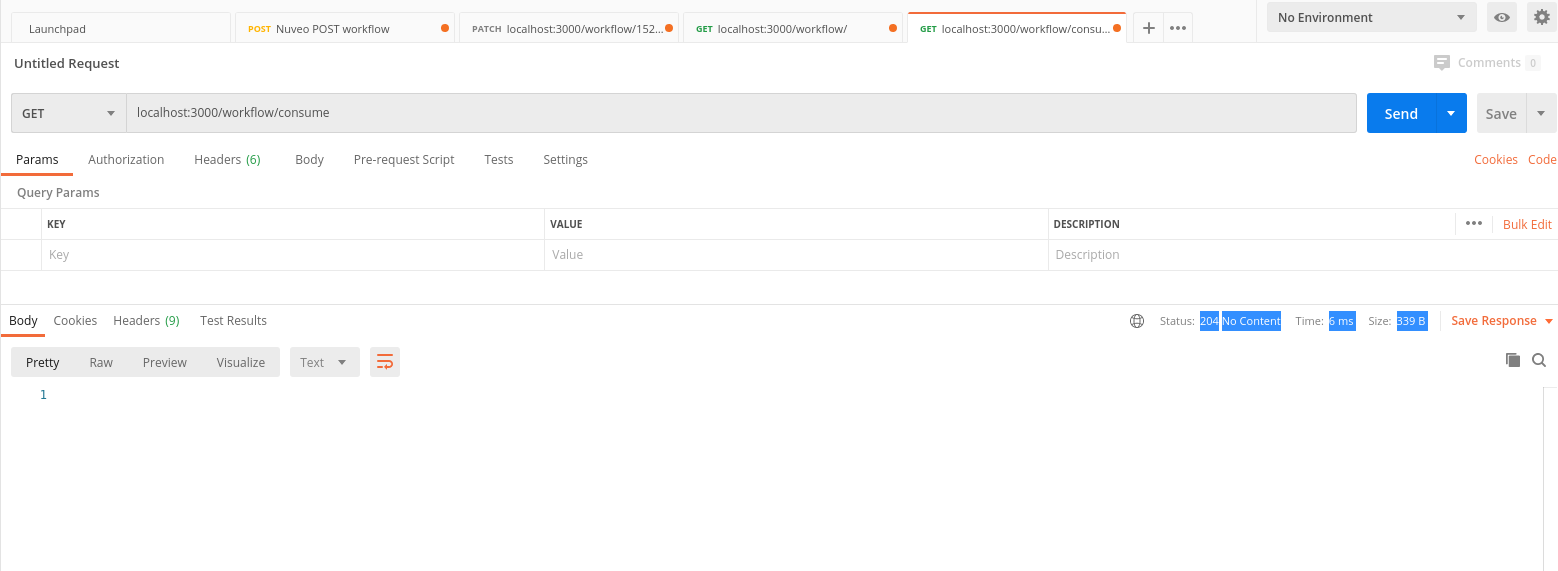 Launchpad POST Nuveo POST workflow PATCH localhost:3000/workflow/152... GET localhost:3000/workflow/ GET localhost:3000/workflow/consu... No Environment
Untitled Request Comments 0
GET localhost:3000/workflow/consume Send Save
Params Authorization Headers (6) Body Pre-request Script Tests Settings Cookies Code
Query Params
KEY VALUE DESCRIPTION Bulk Edit
Key Value Description
Body Cookies Headers (9) Test Results Status: 204 No Content Time: 6 ms Size: 339 B Save Response
Pretty Raw Preview Visualize Text
1